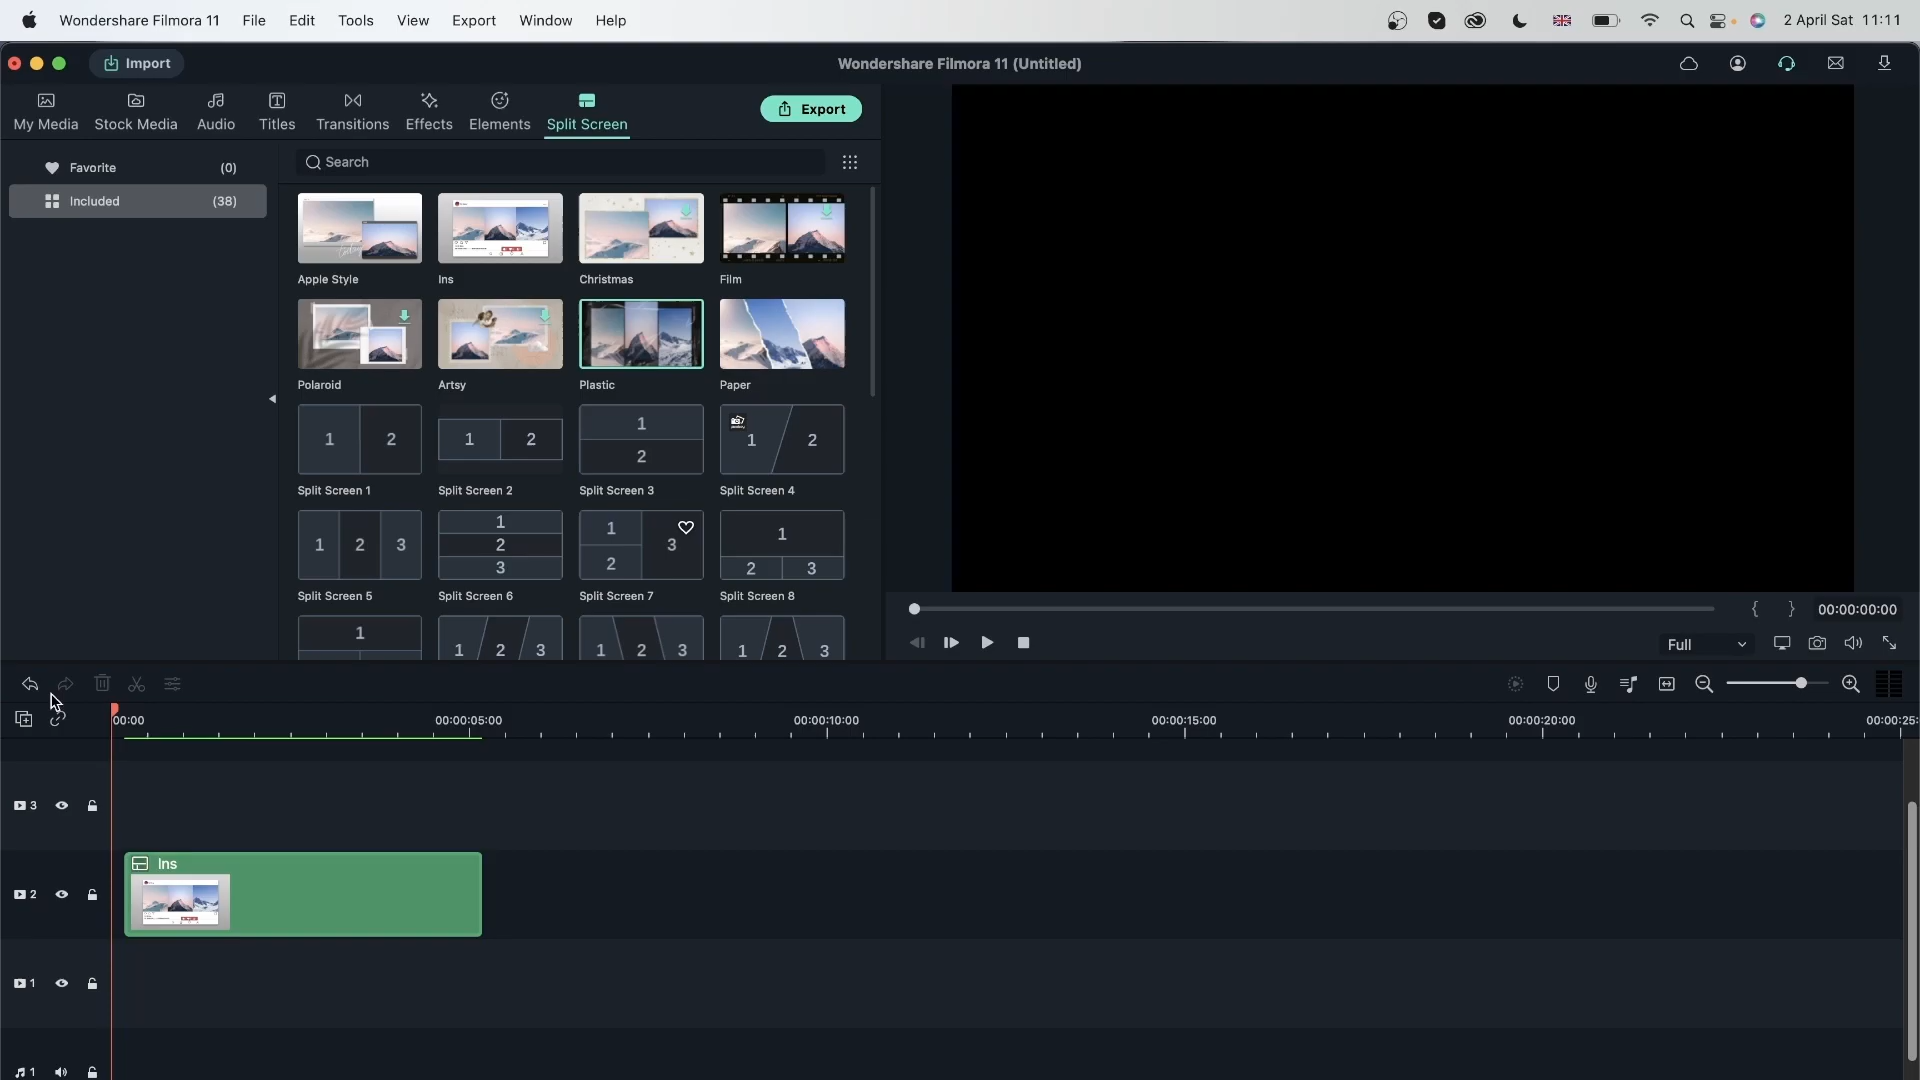 Wondershare Filmora 11 File Edit Tools View Export Window Help 2 April Sat 11:11
Import Wondershare Filmora 11 (Untitled)
My Media Stock Media Audio Titles Transitions Effects Elements Split Screen Export
Favorite (0) Search
Included (38)
Apple Style Ins Christmas Film
Polaroid Artsy Plastic Paper
1 2 1 2 1 2 1 2
Split Screen 1 Split Screen 2 Split Screen 3 Split Screen 4
1 2 3 1 2 3 1 2 3 1 2 3
Split Screen 5 Split Screen 6 Split Screen 7 Split Screen 8
1 1 2 3 1 2 3 1 2 3
{ } 00:00:00:00
Full
00:00 00:00:05:00 00:00:10:00 00:00:15:00 00:00:20:00 00:00:25:
3
Ins
2
1
1